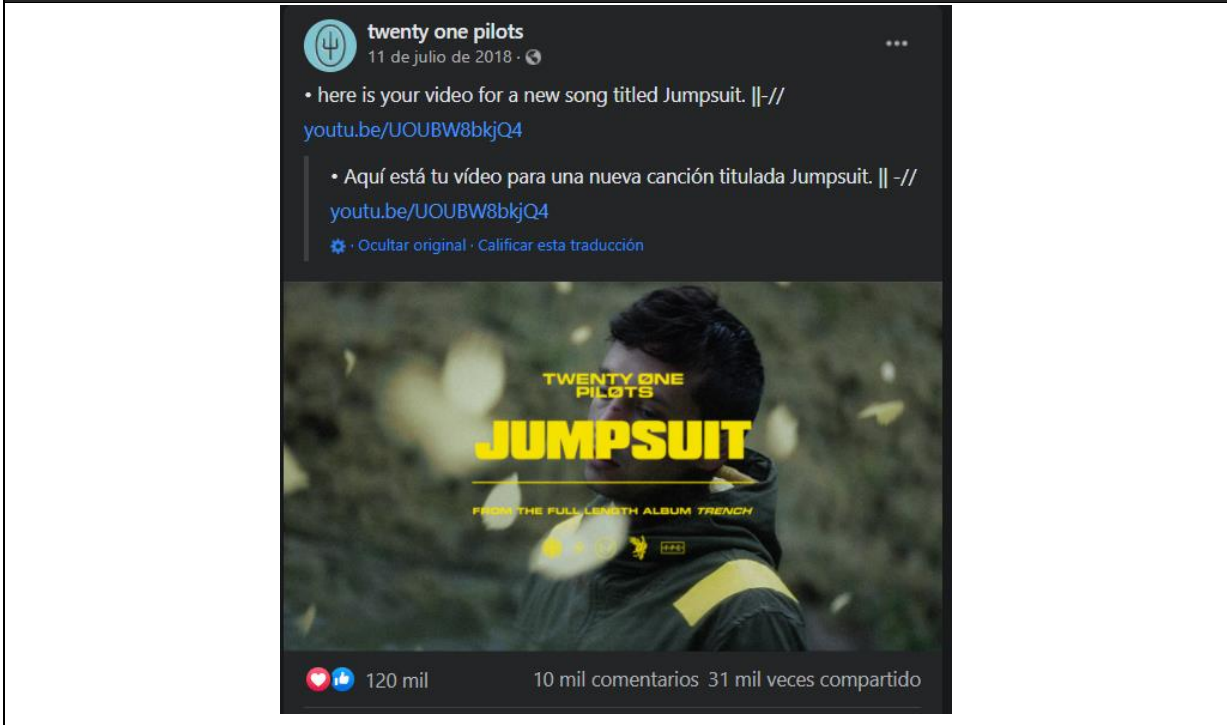 twenty one pilots
11 de julio de 2018 ·
• here is your video for a new song titled Jumpsuit. ||-//
youtu.be/UOUBW8bkjQ4
• Aquí está tu vídeo para una nueva canción titulada Jumpsuit. || -//
youtu.be/UOUBW8bkjQ4
· Ocultar original · Calificar esta traducción
TWENTY ØNE
PILØTS
JUMPSUIT
FROM THE FULL LENGTH ALBUM TRENCH
120 mil
10 mil comentarios 31 mil veces compartido